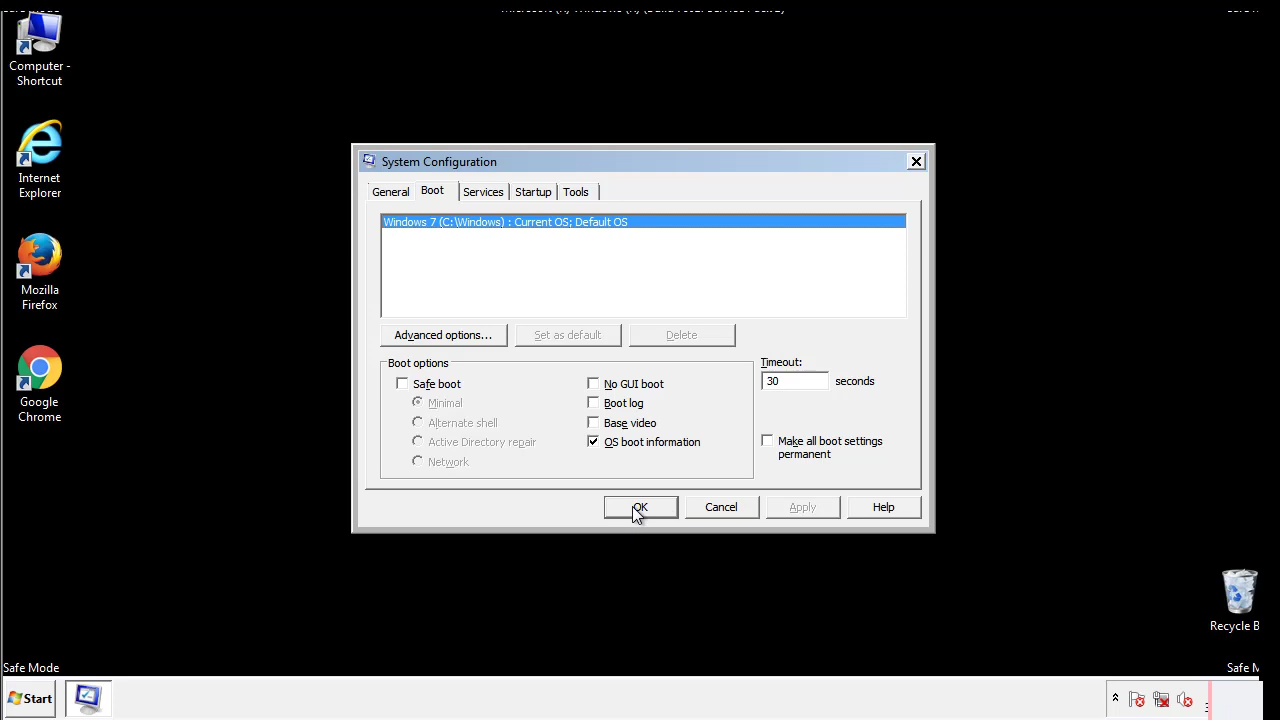 Computer -
Shortcut
Internet
Explorer
Mozilla
Firefox
Google
Chrome
System Configuration
General
Boot
Services
Startup
Tools
Windows 7 (C:\Windows) : Current OS; Default OS
Advanced options...
Set as default
Delete
Boot options
Safe boot
Minimal
Alternate shell
Active Directory repair
Network
No GUI boot
Boot log
Base video
OS boot information
Timeout:
30 seconds
Make all boot settings
permanent
OK
Cancel
Apply
Help
Recycle B
Safe Mode
Safe M
Start